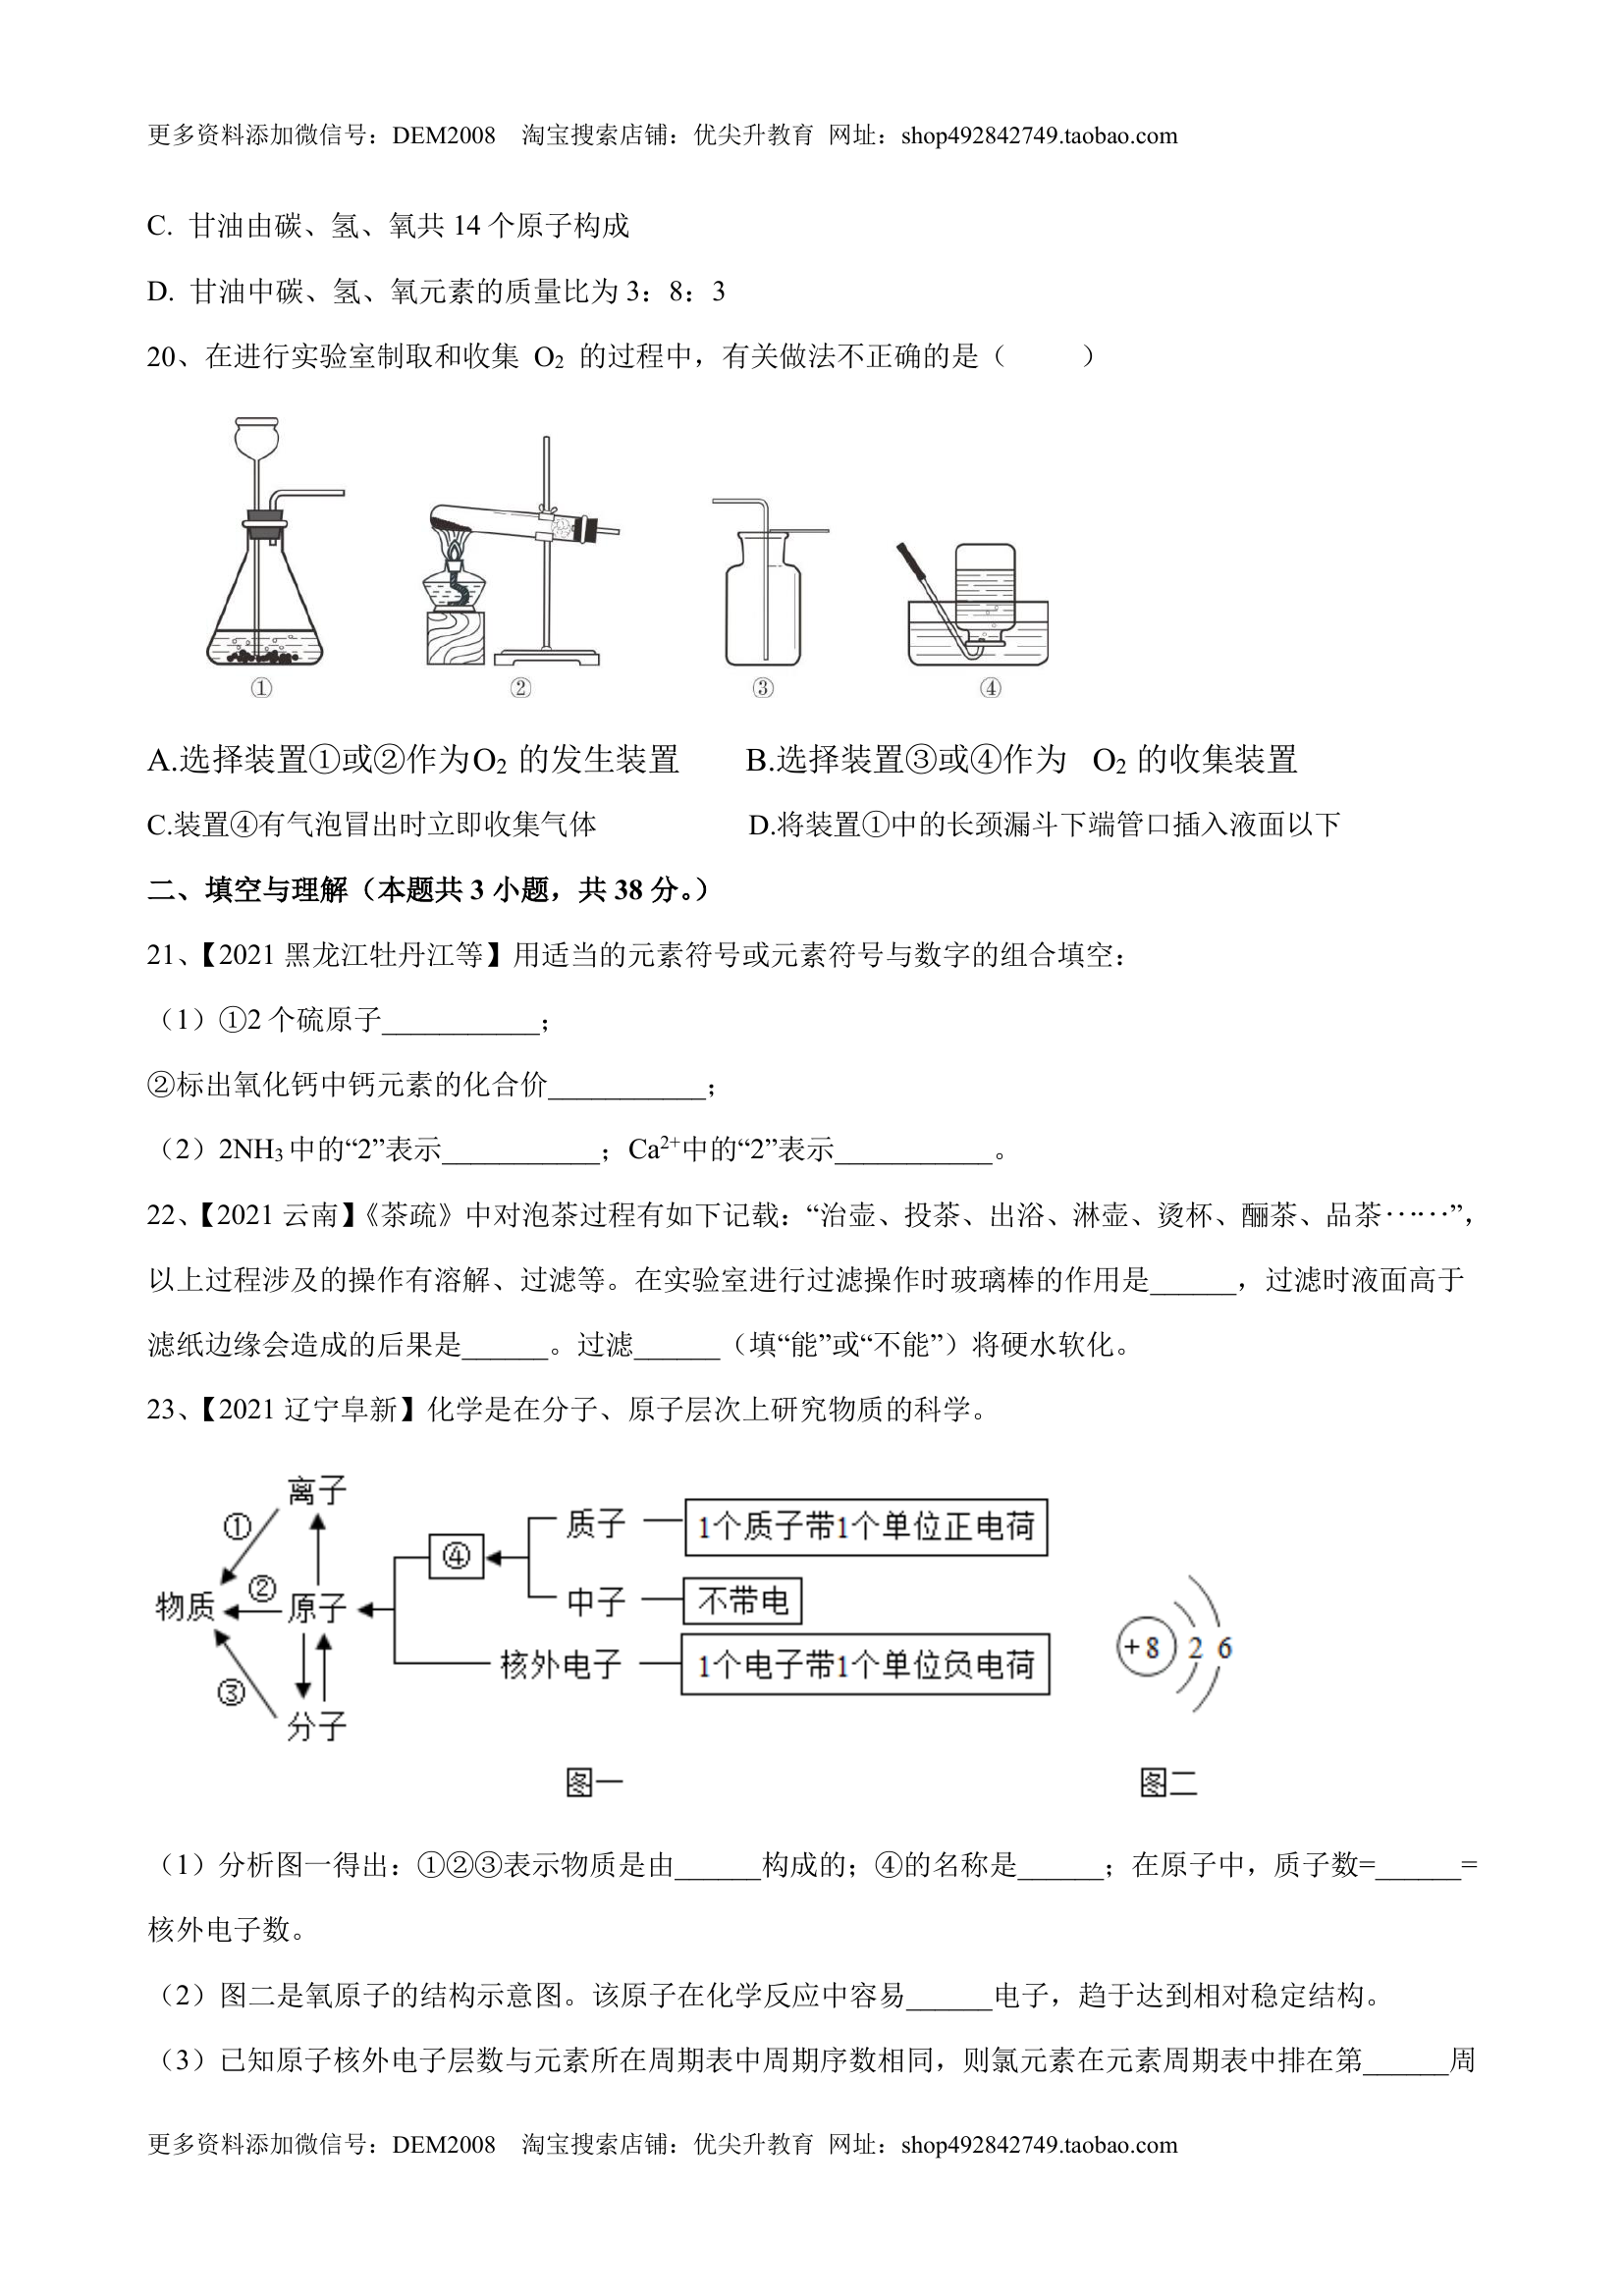 更多资料添加微信号：DEM2008 淘宝搜索店铺：优尖升教育 网址：shop492842749.taobao.com
C. 甘油由碳、氢、氧共 14 个原子构成
D. 甘油中碳、氢、氧元素的质量比为 3：8：3
20、在进行实验室制取和收集 O₂ 的过程中，有关做法不正确的是（ ）
① ② ③ ④
A.选择装置①或②作为O₂ 的发生装置 B.选择装置③或④作为 O₂ 的收集装置
C.装置④有气泡冒出时立即收集气体 D.将装置①中的长颈漏斗下端管口插入液面以下
二、填空与理解（本题共 3 小题，共 38 分。）
21、【2021 黑龙江牡丹江等】用适当的元素符号或元素符号与数字的组合填空：
（1）①2 个硫原子___________；
②标出氧化钙中钙元素的化合价___________；
（2）2NH₃ 中的“2”表示___________；Ca²⁺中的“2”表示___________。
22、【2021 云南】《茶疏》中对泡茶过程有如下记载：“治壶、投茶、出浴、淋壶、烫杯、酾茶、品茶……”，
以上过程涉及的操作有溶解、过滤等。在实验室进行过滤操作时玻璃棒的作用是______，过滤时液面高于
滤纸边缘会造成的后果是______。过滤______（填“能”或“不能”）将硬水软化。
23、【2021 辽宁阜新】化学是在分子、原子层次上研究物质的科学。
离子
① 质子 1个质子带1个单位正电荷
④
物质 ② 原子 中子 不带电
+8 2 6
③ 核外电子 1个电子带1个单位负电荷
分子
图一 图二
（1）分析图一得出：①②③表示物质是由______构成的；④的名称是______；在原子中，质子数=______=
核外电子数。
（2）图二是氧原子的结构示意图。该原子在化学反应中容易______电子，趋于达到相对稳定结构。
（3）已知原子核外电子层数与元素所在周期表中周期序数相同，则氯元素在元素周期表中排在第______周
更多资料添加微信号：DEM2008 淘宝搜索店铺：优尖升教育 网址：shop492842749.taobao.com